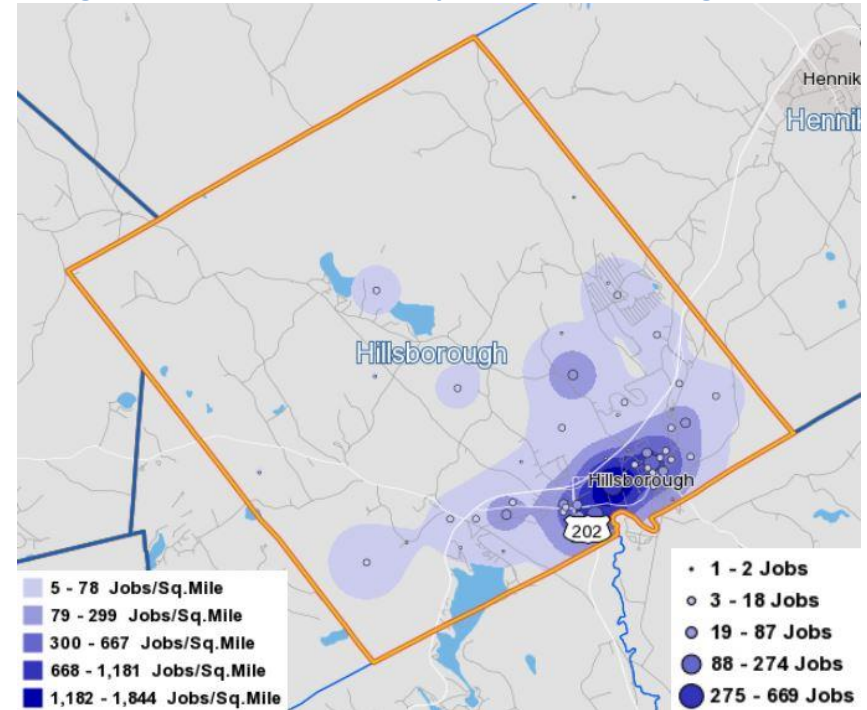 Hennik
Hennik
Hillsborough
Hillsborough
202
5 - 78 Jobs/Sq.Mile
79 - 299 Jobs/Sq.Mile
300 - 667 Jobs/Sq.Mile
668 - 1,181 Jobs/Sq.Mile
1,182 - 1,844 Jobs/Sq.Mile
1 - 2 Jobs
3 - 18 Jobs
19 - 87 Jobs
88 - 274 Jobs
275 - 669 Jobs